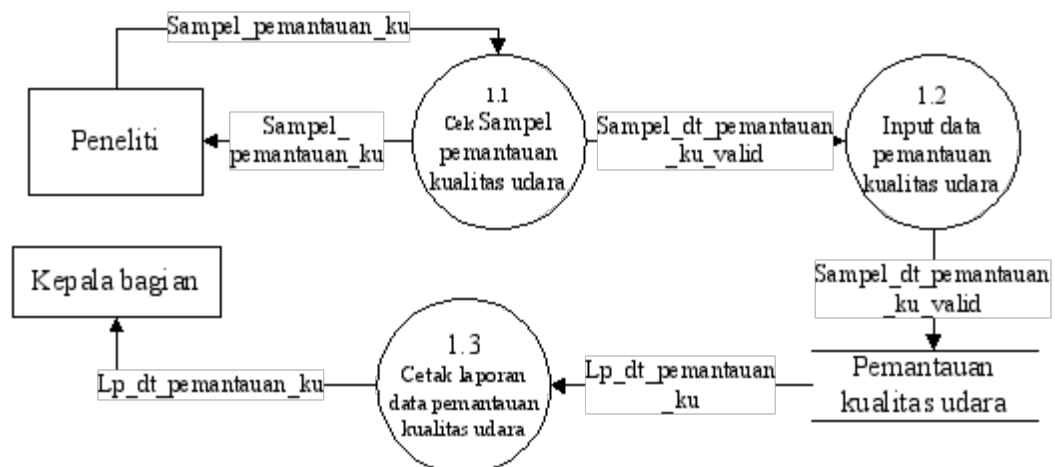 Sampel_pemantauan_ku
Peneliti
Sampel_
pemantauan_ku
1.1
Cek Sampel
pemantauan
kualitas udara
Sampel_dt_pemantauan
_ku_valid
1.2
Input data
pemantauan
kualitas udara
Sampel_dt_pemantauan
_ku_valid
Kepala bagian
Lp_dt_pemantauan_ku
1.3
Cetak laporan
data pemantauan
kualitas udara
Lp_dt_pemantauan
_ku
Pemantauan
kualitas udara